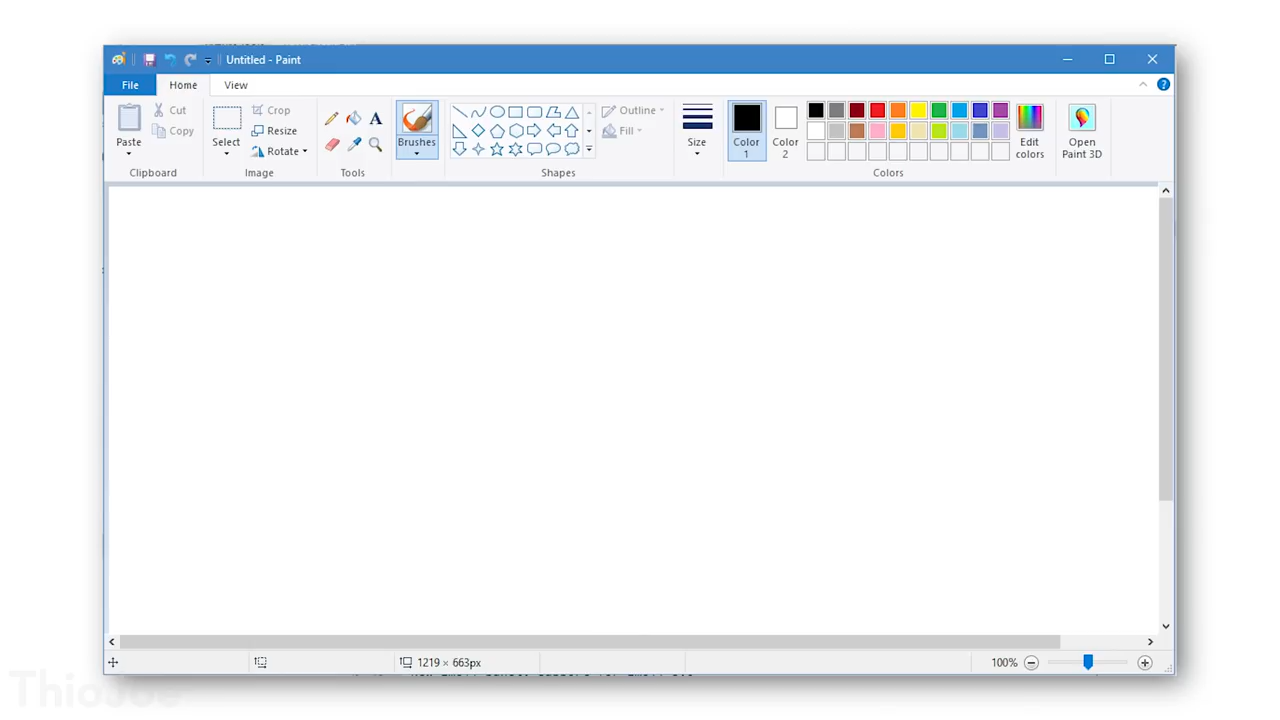 Untitled - Paint
File Home View
Paste
Cut
Copy
Clipboard
Select
Crop
Resize
Rotate
Image
A
Tools
Brushes
Outline
Fill
Shapes
Size
Color 1
Color 2
Edit colors
Colors
Open Paint 3D
1219 × 663px
100%
ThioJoe